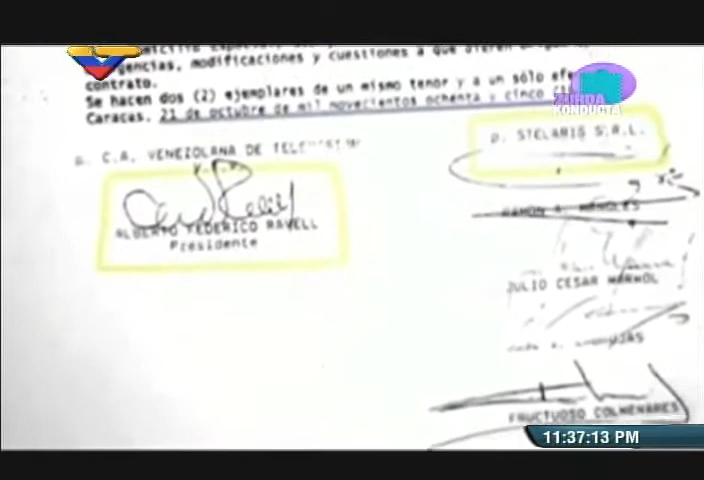 gencias, modificaciones y cuestiones a que dieren
contrato.
Se hacen dos (2) ejemplares de un mismo tenor y a un sólo
Caracas, 21 de octubre de mil novecientos ochenta y cinco
ZURDA
KONDUCTA
C.A. VENEZOLANA DE
STELARIS S.R.L.
ALBERTO FEDERICO RAVELL
Presidente
RAMON A.
JULIO CESAR MARMOL
FRUCTUOSO COLMENARES
11:37:13 PM